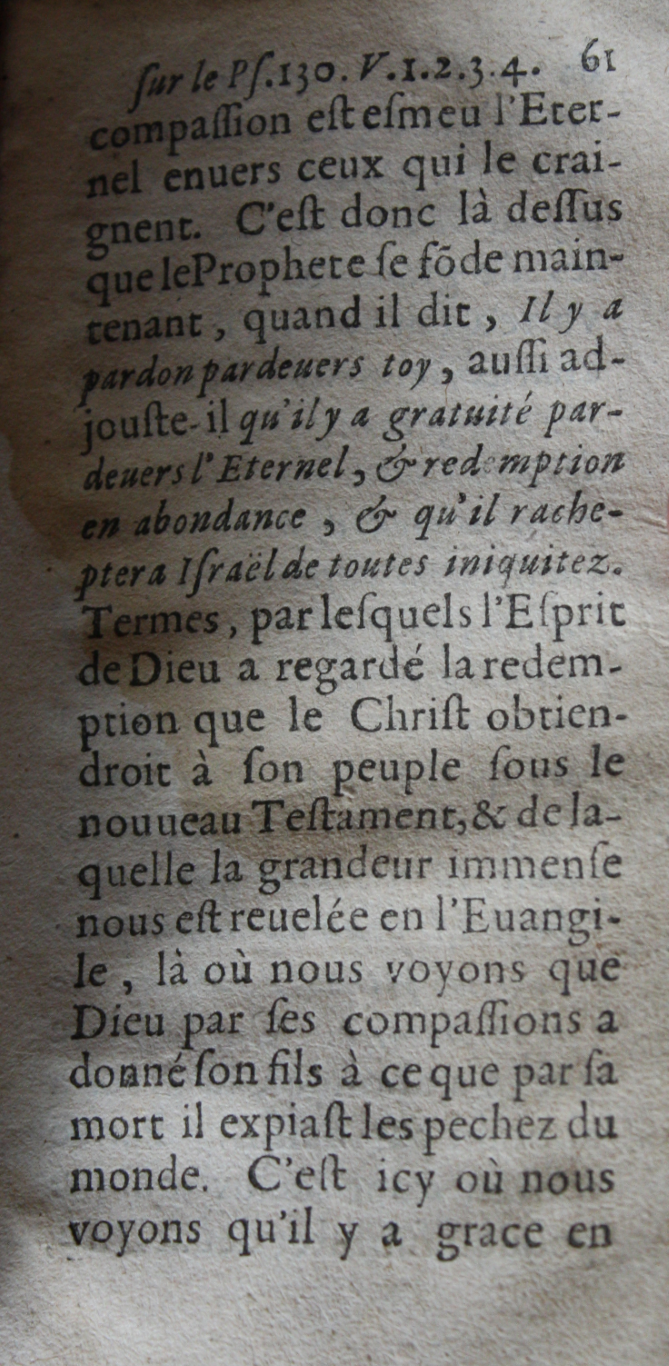 ſur le Pſ.130. V.1.2.3.4. 61
compaſſion eſt eſmeu l'Eter-
nel enuers ceux qui le crai-
gnent. C'eſt donc là deſſus
que le Prophete ſe fōde main-
tenant, quand il dit, Il y a
pardon pardeuers toy, auſſi ad-
jouſte-il qu'il y a gratuité par-
deuers l'Eternel, & redemption
en abondance, & qu'il rache-
ptera Iſraël de toutes iniquitez.
Termes, par leſquels l'Eſprit
de Dieu a regardé la redem-
ption que le Chriſt obtien-
droit à ſon peuple ſous le
nouueau Teſtament, & de la-
quelle la grandeur immenſe
nous eſt reuelée en l'Euangi-
le, là où nous voyons que
Dieu par ſes compaſſions a
donné ſon fils à ce que par ſa
mort il expiaſt les pechez du
monde. C'eſt icy où nous
voyons qu'il y a grace en